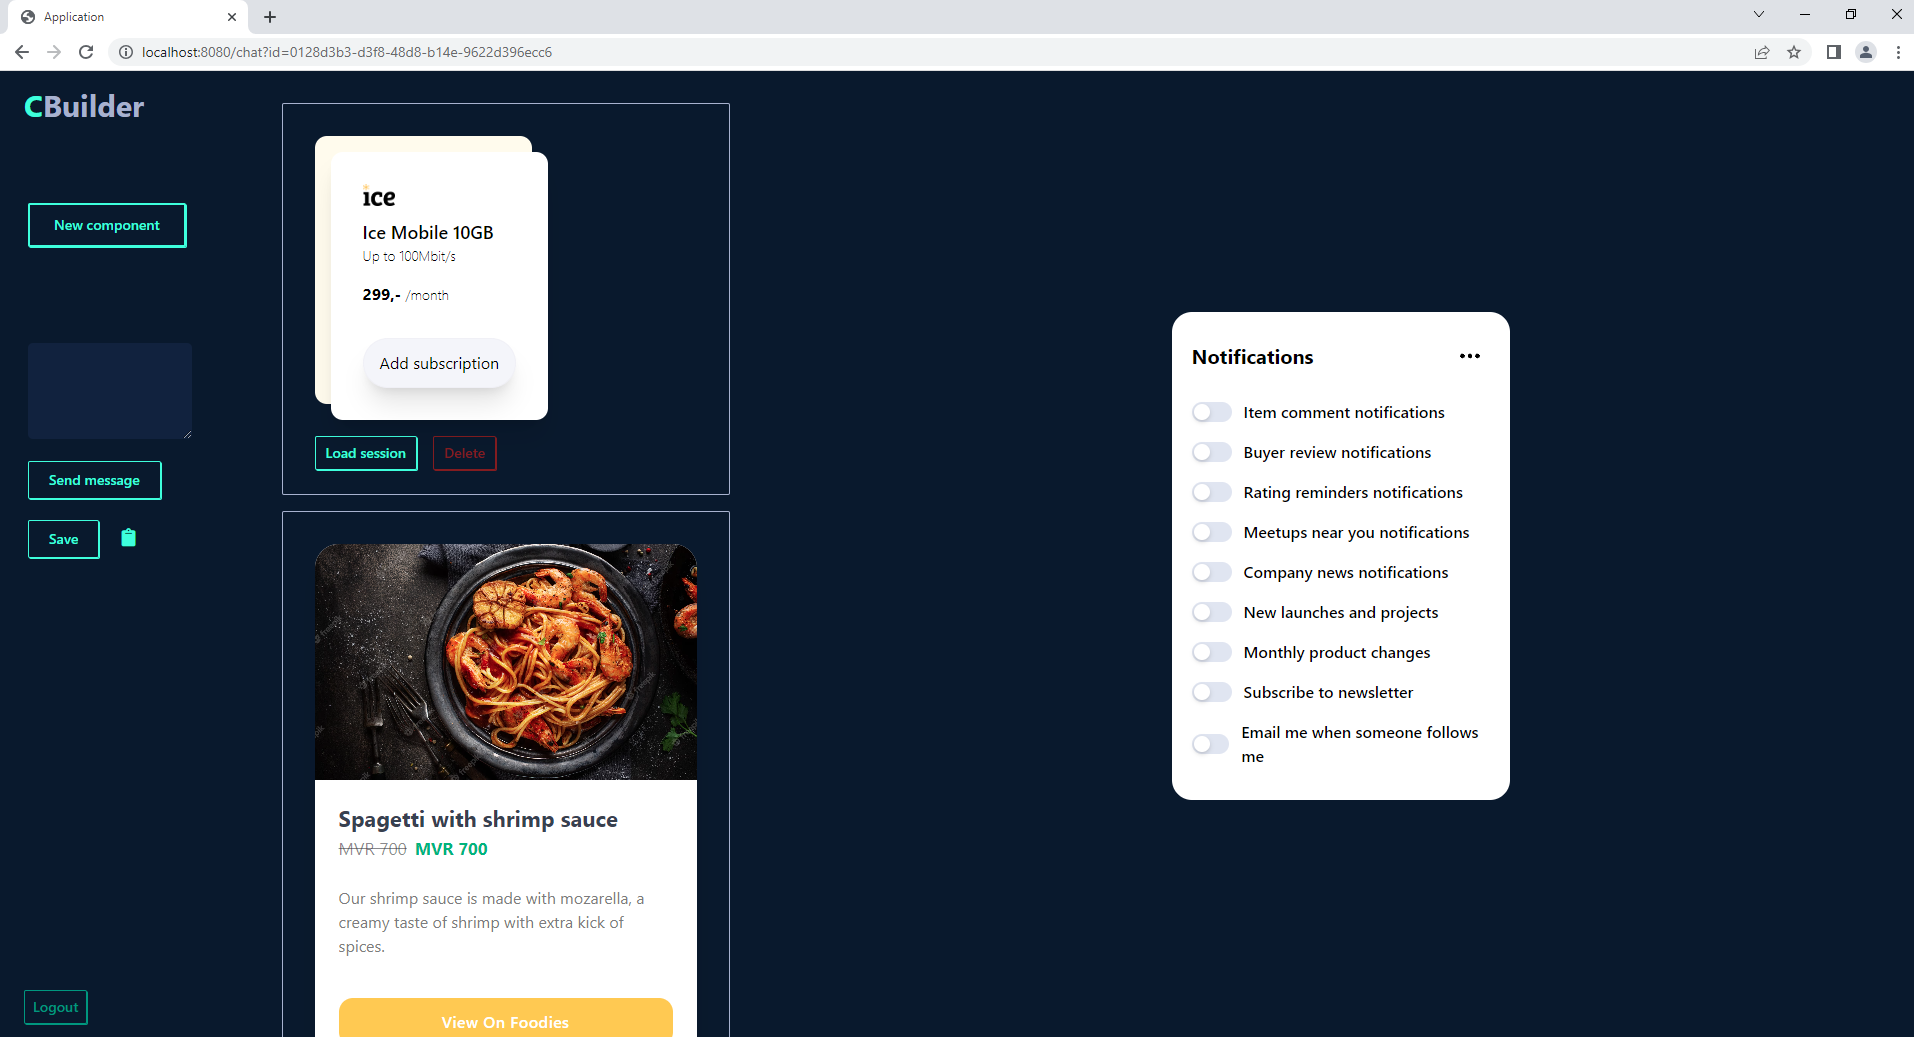 Application
localhost:8080/chat?id=0128d3b3-d3f8-48d8-b14e-9622d396ecc6
CBuilder
New component
Send message
Save
Logout
ice
Ice Mobile 10GB
Up to 100Mbit/s
299,- /month
Add subscription
Load session
Delete
Spagetti with shrimp sauce
MVR 700 MVR 700
Our shrimp sauce is made with mozarella, a
creamy taste of shrimp with extra kick of
spices.
View On Foodies
Notifications
Item comment notifications
Buyer review notifications
Rating reminders notifications
Meetups near you notifications
Company news notifications
New launches and projects
Monthly product changes
Subscribe to newsletter
Email me when someone follows
me